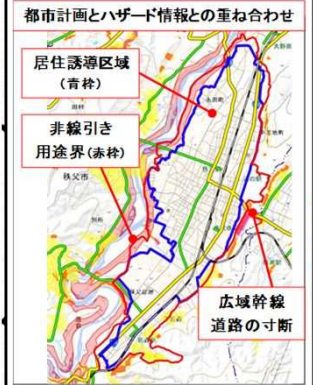 都市計画とハザード情報との重ね合わせ
居住誘導区域
(青枠)
非線引き
用途界(赤枠)
秩父市
広域幹線
道路の寸断